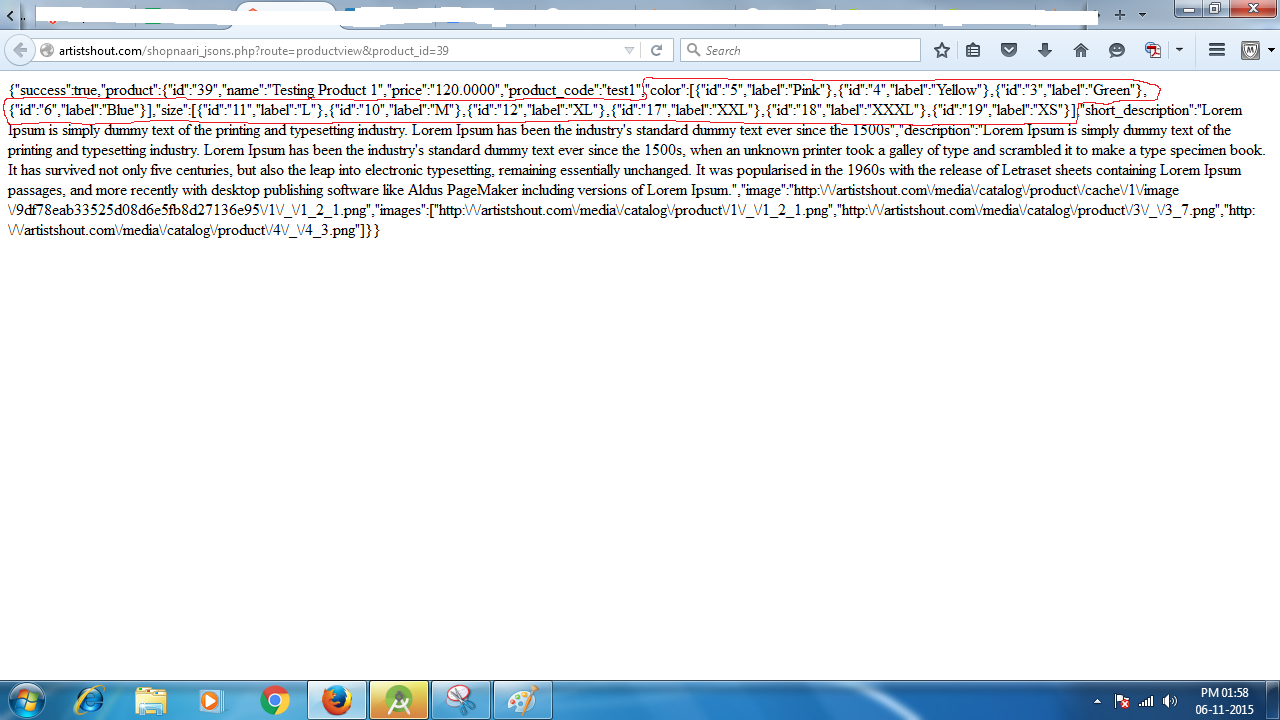 artistshout.com/shopnaari_jsons.php?route=productview&product_id=39
Search
{"success":true,"product":{"id":"39","name":"Testing Product 1","price":"120.0000","product_code":"test1","color":[{"id":"5","label":"Pink"},{"id":"4","label":"Yellow"},{"id":"3","label":"Green"},
{"id":"6","label":"Blue"}],"size":[{"id":"11","label":"L"},{"id":"10","label":"M"},{"id":"12","label":"XL"},{"id":"17","label":"XXL"},{"id":"18","label":"XXXL"},{"id":"19","label":"XS"}],"short_description":"Lorem
Ipsum is simply dummy text of the printing and typesetting industry. Lorem Ipsum has been the industry's standard dummy text ever since the 1500s","description":"Lorem Ipsum is simply dummy text of the
printing and typesetting industry. Lorem Ipsum has been the industry's standard dummy text ever since the 1500s, when an unknown printer took a galley of type and scrambled it to make a type specimen book.
It has survived not only five centuries, but also the leap into electronic typesetting, remaining essentially unchanged. It was popularised in the 1960s with the release of Letraset sheets containing Lorem Ipsum
passages, and more recently with desktop publishing software like Aldus PageMaker including versions of Lorem Ipsum.","image":"http:\/\/artistshout.com\/media\/catalog\/product\/cache\/1\/image
\/9df78eab33525d08d6e5fb8d27136e95\/1\/_\/1_2_1.png","images":["http:\/\/artistshout.com\/media\/catalog\/product\/1\/_\/1_2_1.png","http:\/\/artistshout.com\/media\/catalog\/product\/3\/_\/3_7.png","http:
\/\/artistshout.com\/media\/catalog\/product\/4\/_\/4_3.png"]}}
PM 01:58
06-11-2015